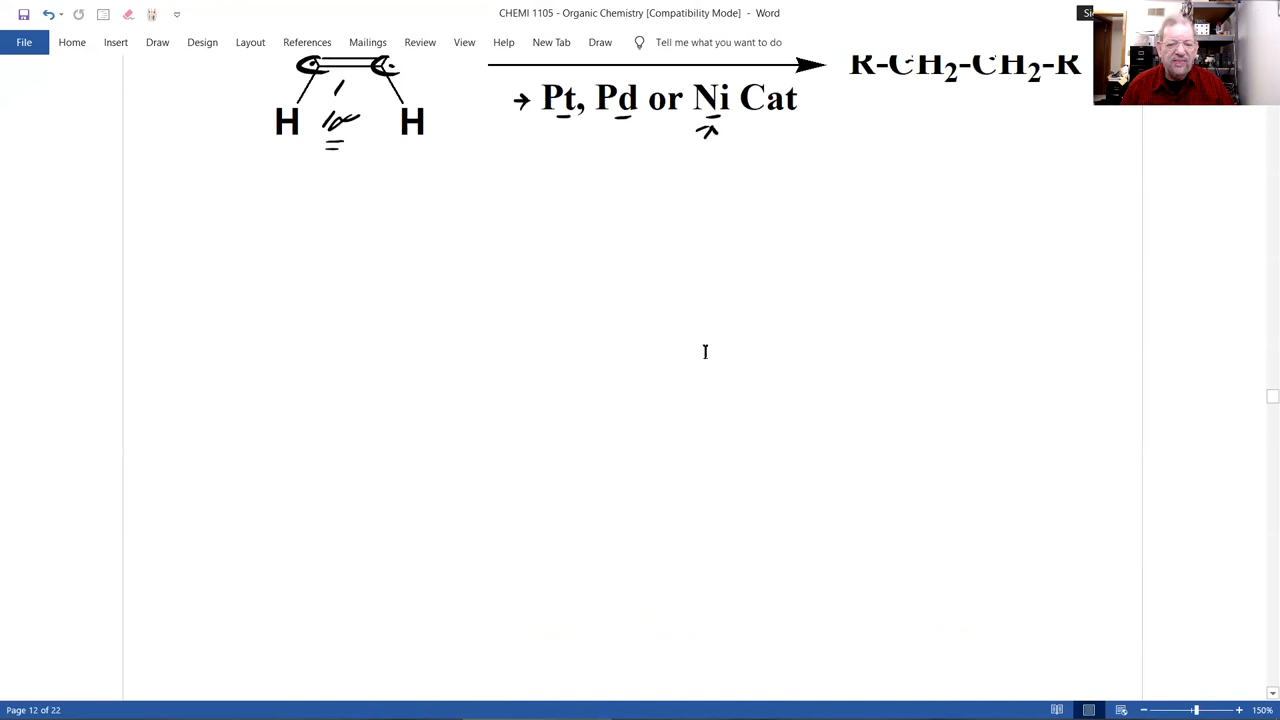 CHEMI 1105 - Organic Chemistry [Compatibility Mode] - Word
File Home Insert Draw Design Layout References Mailings Review View Help New Tab Draw Tell me what you want to do
R-CH2-CH2-R
→ Pt, Pd or Ni Cat
H H
Page 12 of 22
150%